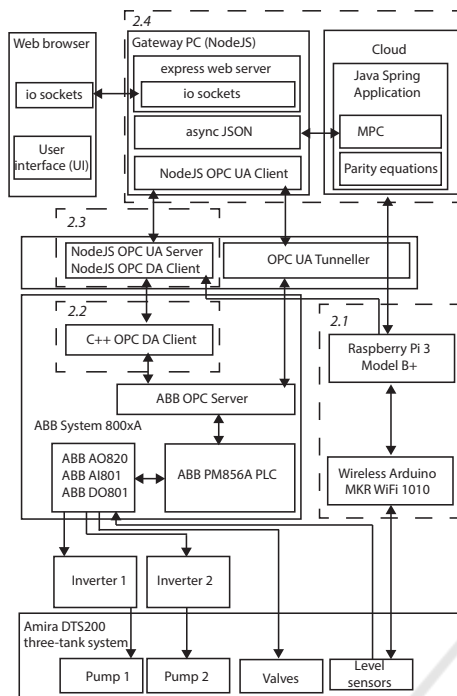 2.4
Web browser
io sockets
User
interface (UI)
Gateway PC (NodeJS)
express web server
io sockets
async JSON
NodeJS OPC UA Client
Cloud
Java Spring
Application
MPC
Parity equations
2.3
NodeJS OPC UA Server
NodeJS OPC DA Client
OPC UA Tunneller
2.2
C++ OPC DA Client
ABB OPC Server
ABB System 800xA
ABB AO820
ABB AI801
ABB DO801
ABB PM856A PLC
2.1
Raspberry Pi 3
Model B+
Wireless Arduino
MKR WiFi 1010
Inverter 1
Inverter 2
Amira DTS200
three-tank system
Pump 1
Pump 2
Valves
Level
sensors